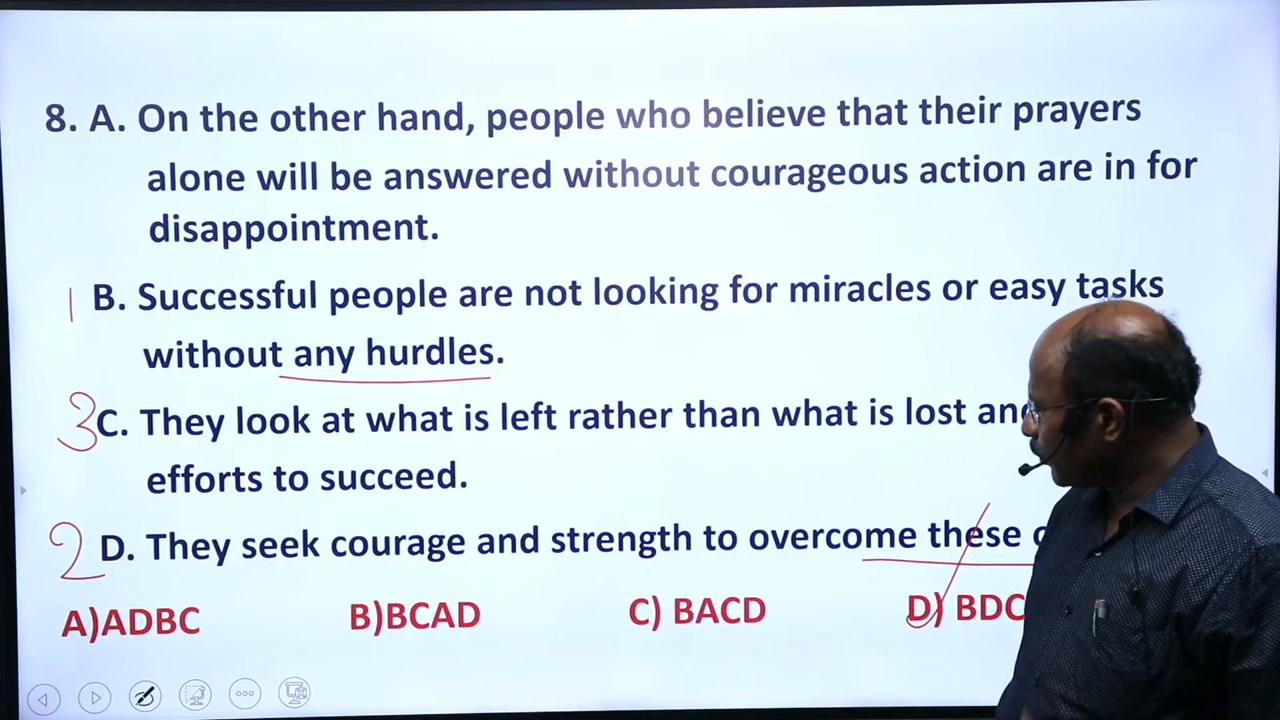 8. A. On the other hand, people who believe that their prayers
alone will be answered without courageous action are in for
disappointment.
1 B. Successful people are not looking for miracles or easy tasks
without any hurdles.
3 C. They look at what is left rather than what is lost
efforts to succeed.
2 D. They seek courage and strength to overcome these
A)ADBC B)BCAD C) BACD D)